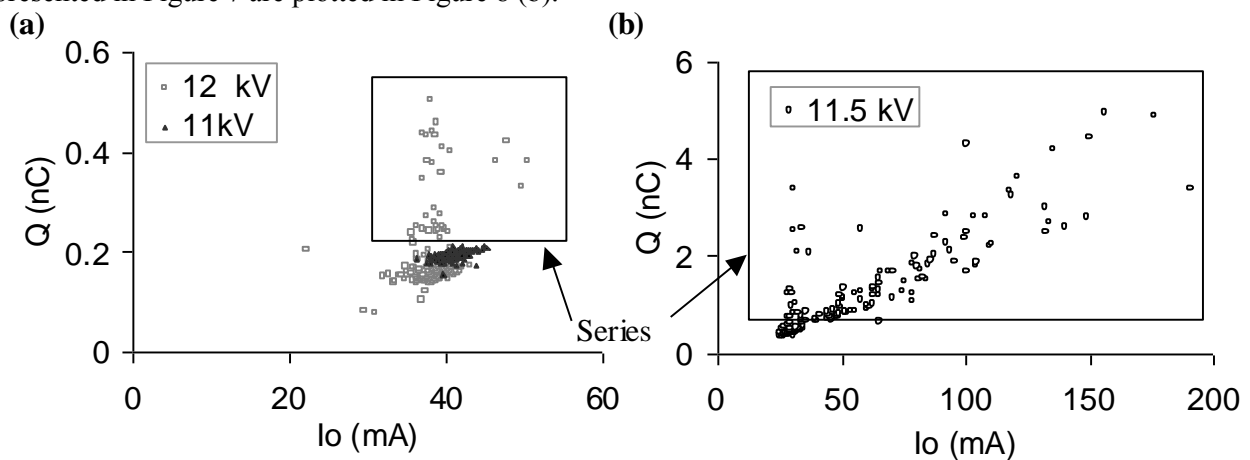 presented in Figure 7 are plotted in Figure 6 (b).
(a)
0.6
0.4
0.2
0
Q (nC)
12 kV
11kV
0 20 40 60
Io (mA)
Series
(b)
6
4
2
0
Q (nC)
11.5 kV
0 50 100 150 200
Io (mA)